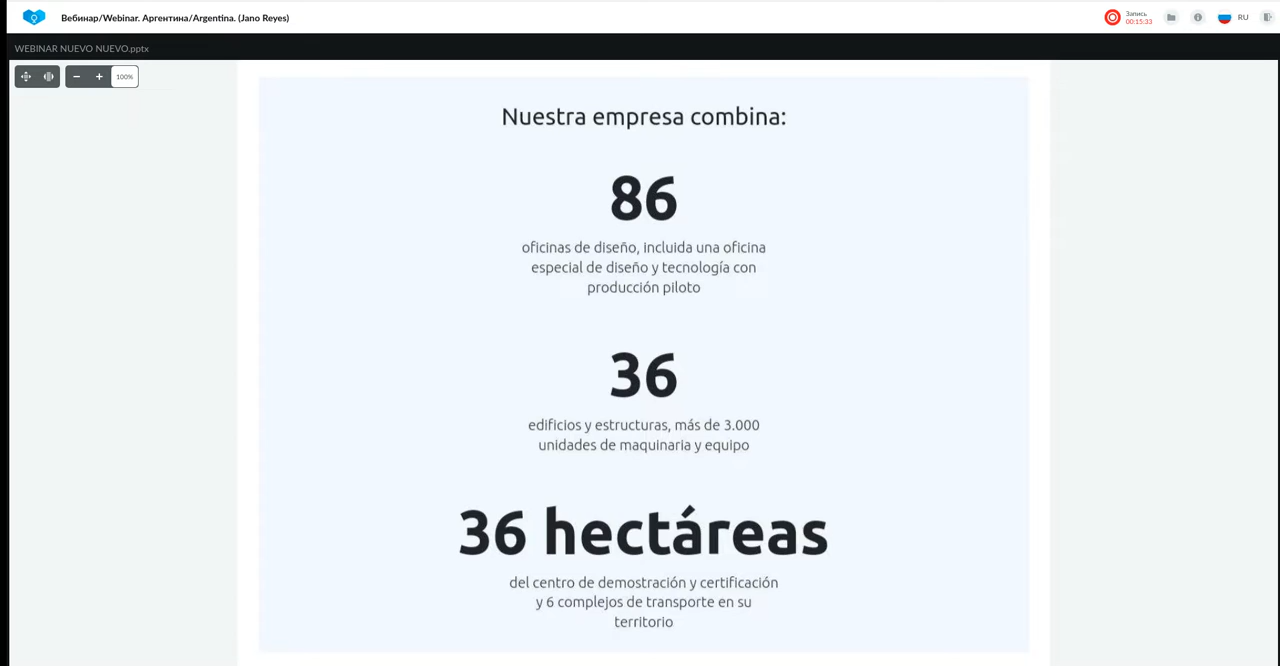 Вебинар/Webinar. Аргентина/Argentina. (Jano Reyes)
Запись
00:15:33
RU
WEBINAR NUEVO NUEVO.pptx
100%
Nuestra empresa combina:
86
oficinas de diseño, incluida una oficina
especial de diseño y tecnología con
producción piloto
36
edificios y estructuras, más de 3.000
unidades de maquinaria y equipo
36 hectáreas
del centro de demostración y certificación
y 6 complejos de transporte en su
territorio